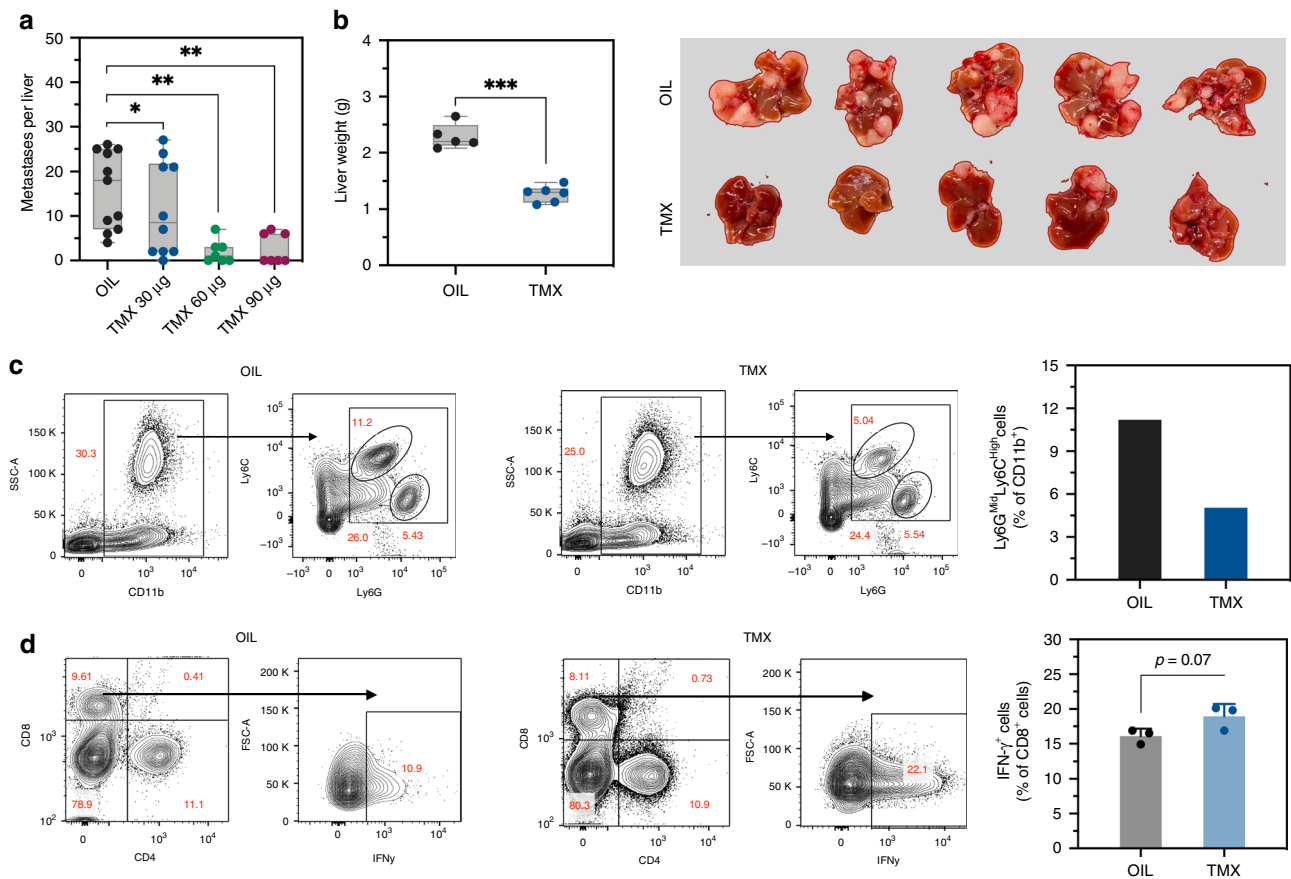 a
Metastases per liver
50
40
30
20
10
0
**
**
*
OIL
TMX 30 µg
TMX 60 µg
TMX 90 µg
b
Liver weight (g)
4
3
2
1
0
***
OIL
TMX
OIL
TMX
c
OIL
SSC-A
150 K
100 K
50 K
0
30.3
0
10³
10⁴
CD11b
Ly6C
10⁵
10⁴
10³
0
−10³
11.2
26.0
5.43
−10³
0
10³
10⁴
10⁵
Ly6G
TMX
SSC-A
150 K
100 K
50 K
0
25.0
0
10³
10⁴
CD11b
Ly6C
10⁵
10⁴
10³
0
−10³
5.04
24.4
5.54
−10³
0
10³
10⁴
10⁵
Ly6G
Ly6GMidLy6CHigh cells
(% of CD11b+)
15
12
9
6
3
0
OIL
TMX
d
OIL
CD8
10³
10²
9.61
0.41
78.9
11.1
0
10³
10⁴
CD4
FSC-A
200 K
150 K
100 K
50 K
0
10.9
0
10³
10⁴
IFNy
TMX
CD8
10³
10²
8.11
0.73
80.3
10.9
0
10³
10⁴
CD4
FSC-A
200 K
150 K
100 K
50 K
0
22.1
0
10³
10⁴
IFNy
IFN-γ+ cells
(% of CD8+ cells)
30
25
20
15
10
5
0
p = 0.07
OIL
TMX